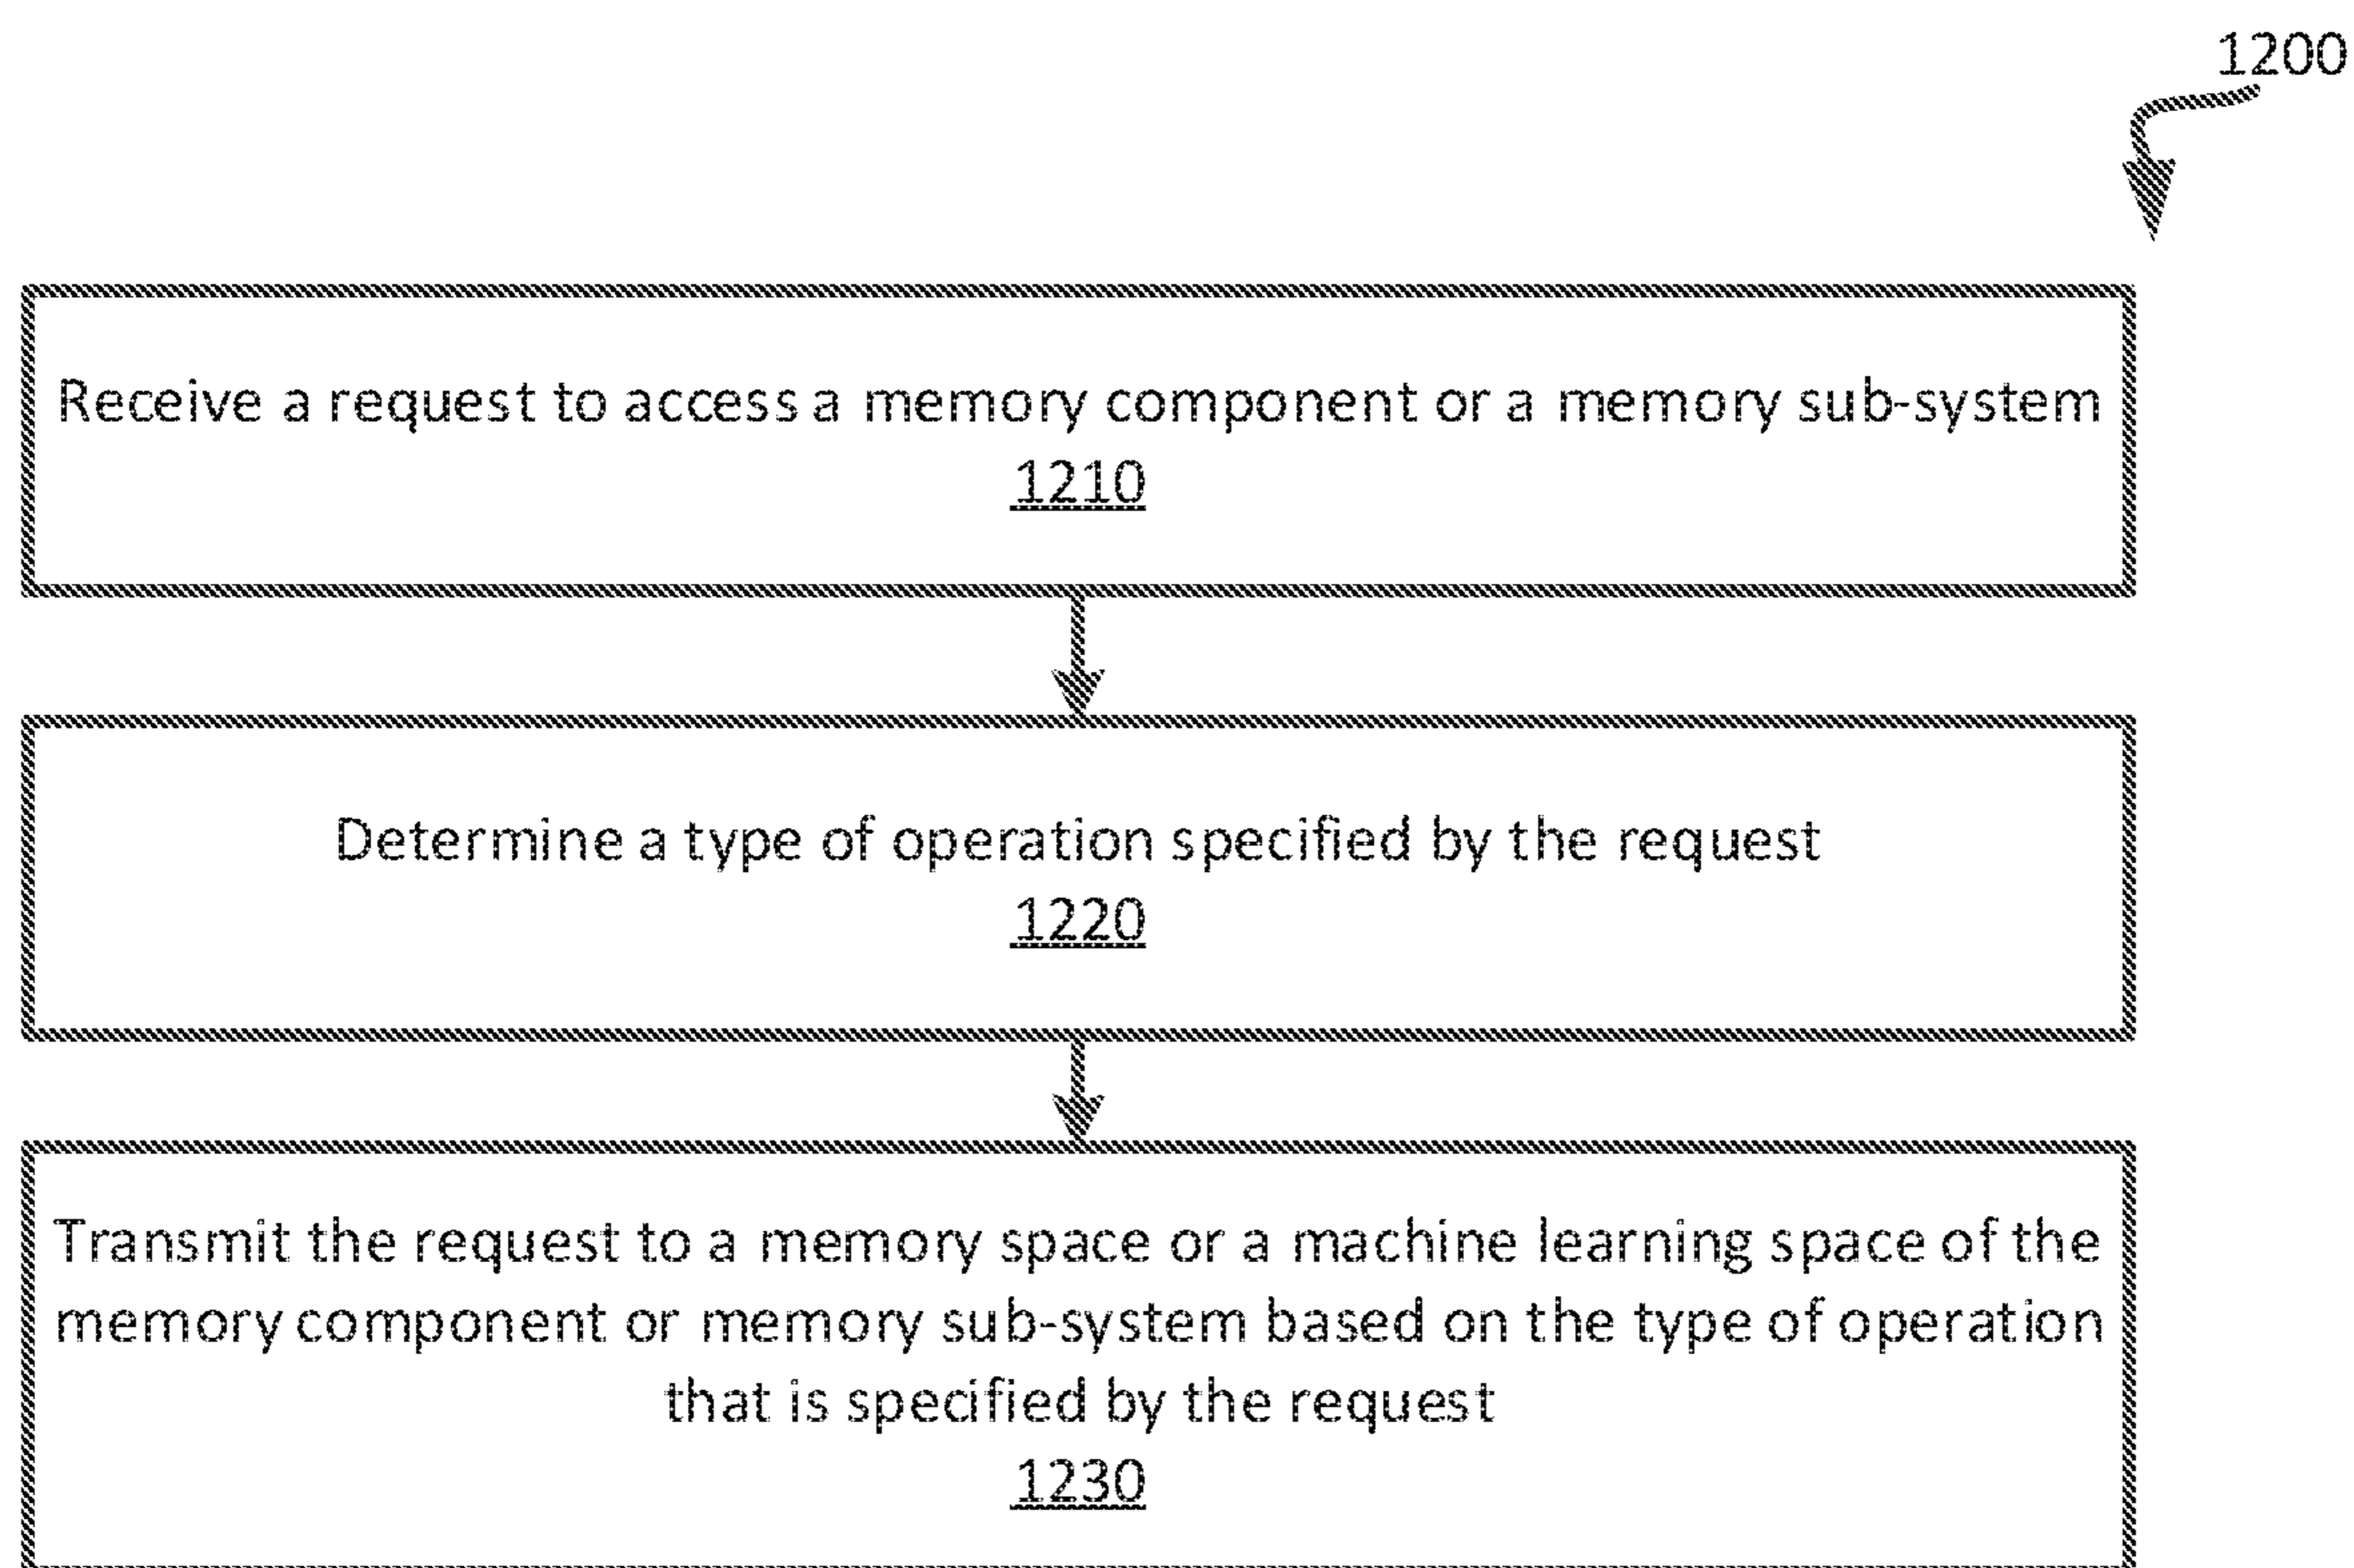 1200
Receive a request to access a memory component or a memory sub-system
1210
Determine a type of operation specified by the request
1220
Transmit the request to a memory space or a machine learning space of the
memory component or memory sub-system based on the type of operation
that is specified by the request
1230